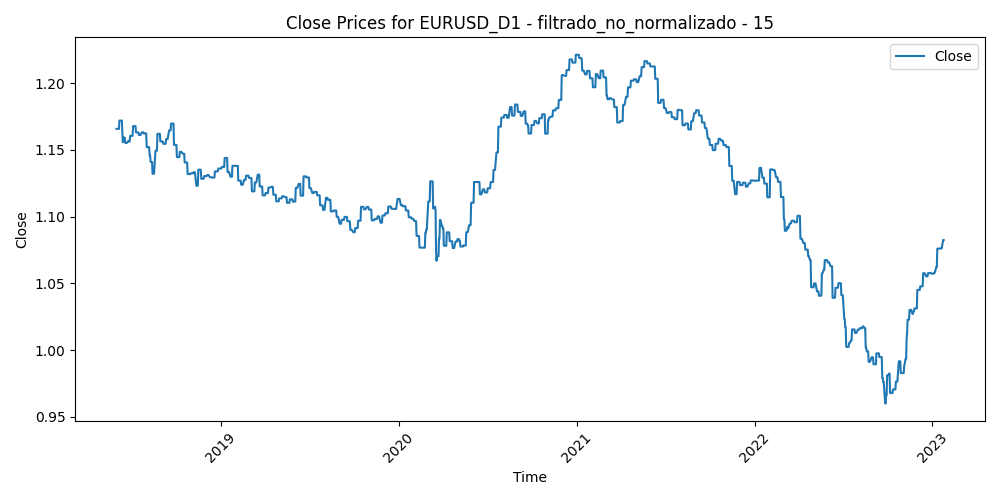 Close Prices for EURUSD_D1 - filtrado_no_normalizado - 15
Close
1.20
1.15
1.10
1.05
1.00
0.95
Close
2019
2020
2021
2022
2023
Time